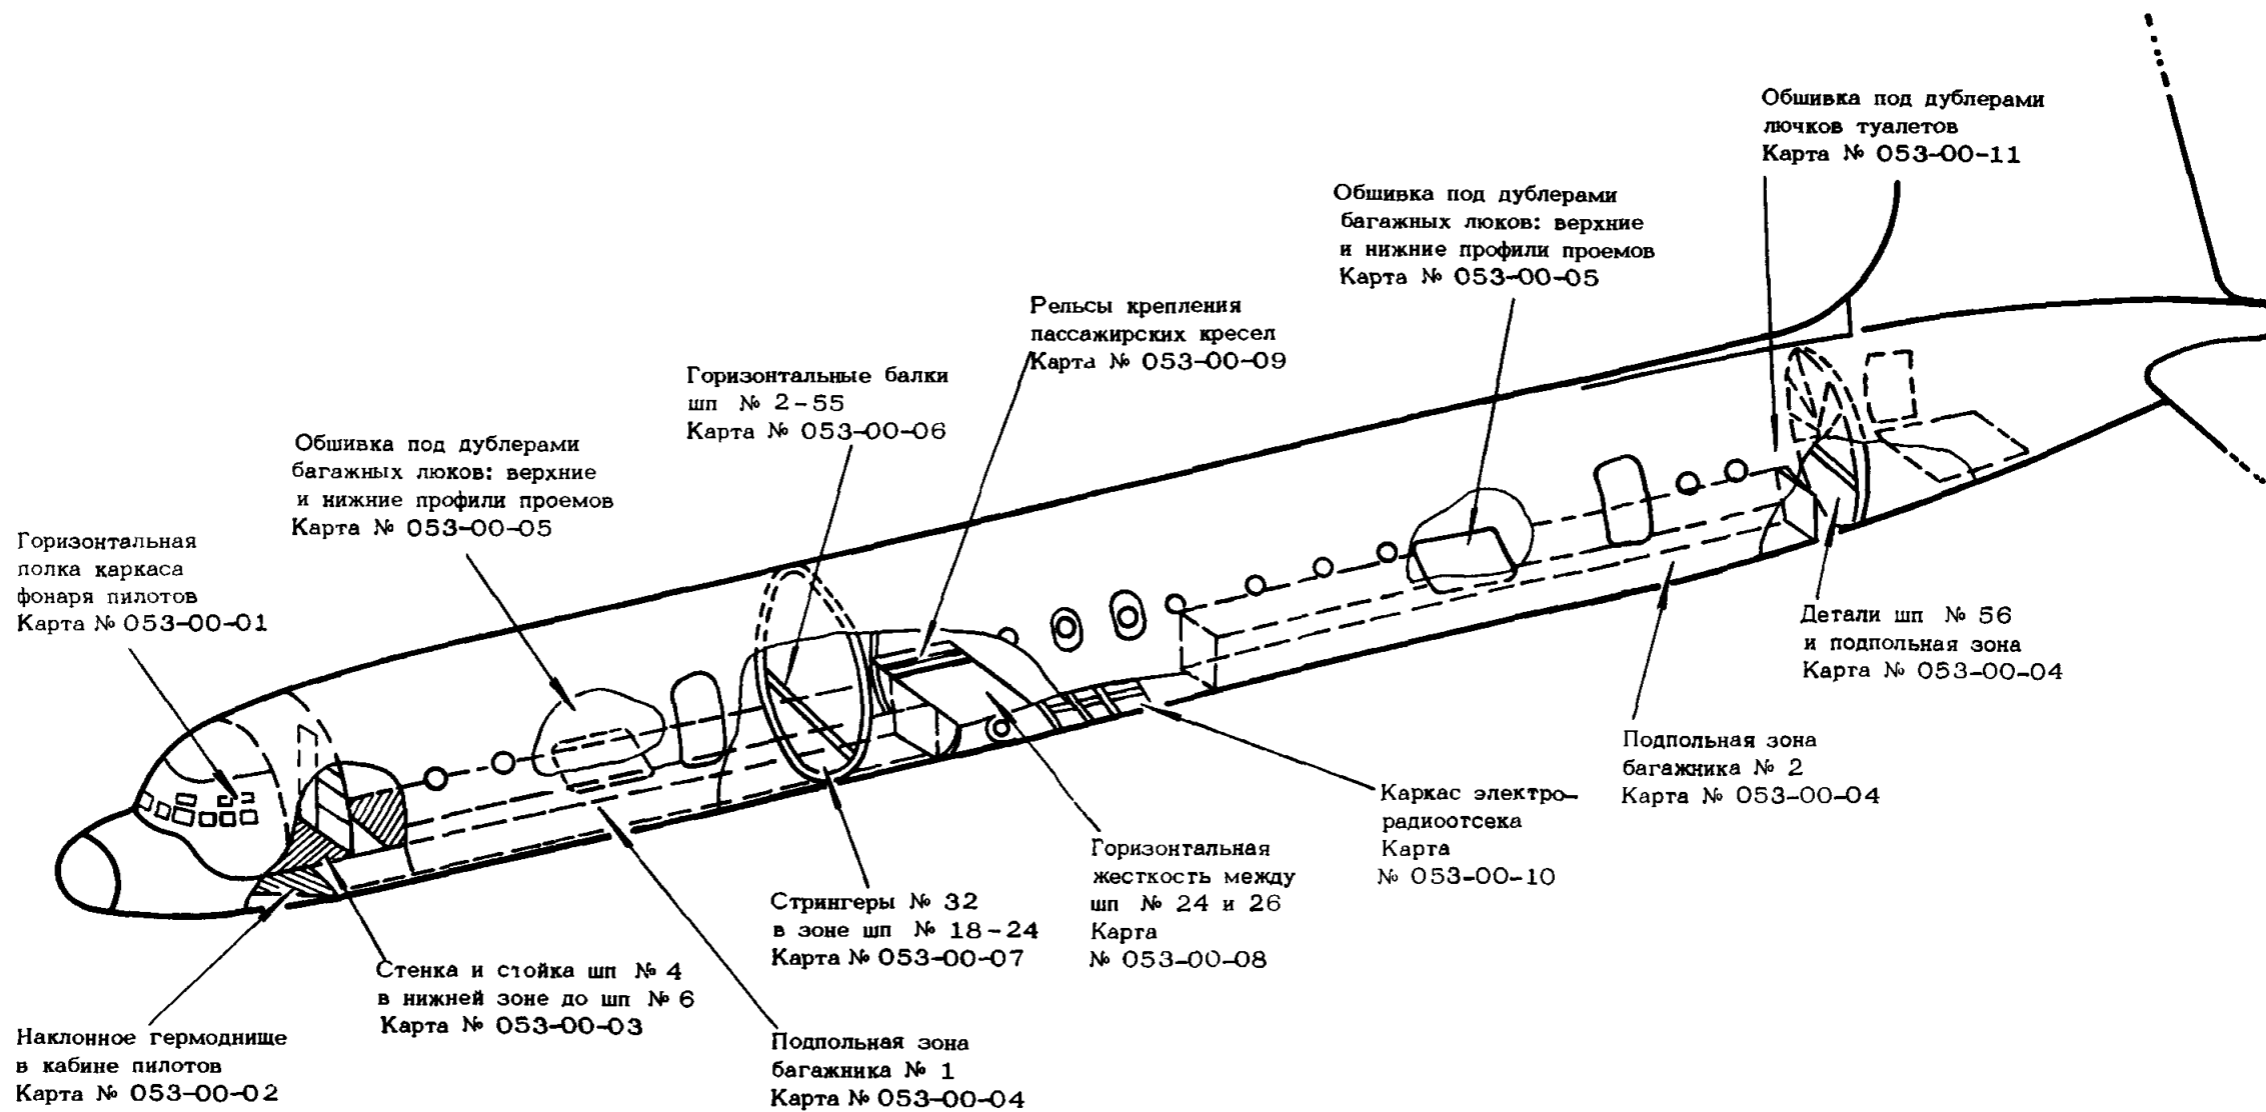 Обшивка под дублерами
лючков туалетов
Карта № 053-00-11
Обшивка под дублерами
багажных люков: верхние
и нижние профили проемов
Карта № 053-00-05
Рельсы крепления
пассажирских кресел
Карта № 053-00-09
Горизонтальные балки
шп № 2-55
Карта № 053-00-06
Обшивка под дублерами
багажных люков: верхние
и нижние профили проемов
Карта № 053-00-05
Горизонтальная
полка каркаса
фонаря пилотов
Карта № 053-00-01
Детали шп № 56
и подпольная зона
Карта № 053-00-04
Подпольная зона
багажника № 2
Карта № 053-00-04
Каркас электро-
радиоотсека
Карта
№ 053-00-10
Горизонтальная
жесткость между
шп № 24 и 26
Карта
№ 053-00-08
Стрингеры № 32
в зоне шп № 18-24
Карта № 053-00-07
Стенка и стойка шп № 4
в нижней зоне до шп № 6
Карта № 053-00-03
Наклонное гермоднище
в кабине пилотов
Карта № 053-00-02
Подпольная зона
багажника № 1
Карта № 053-00-04